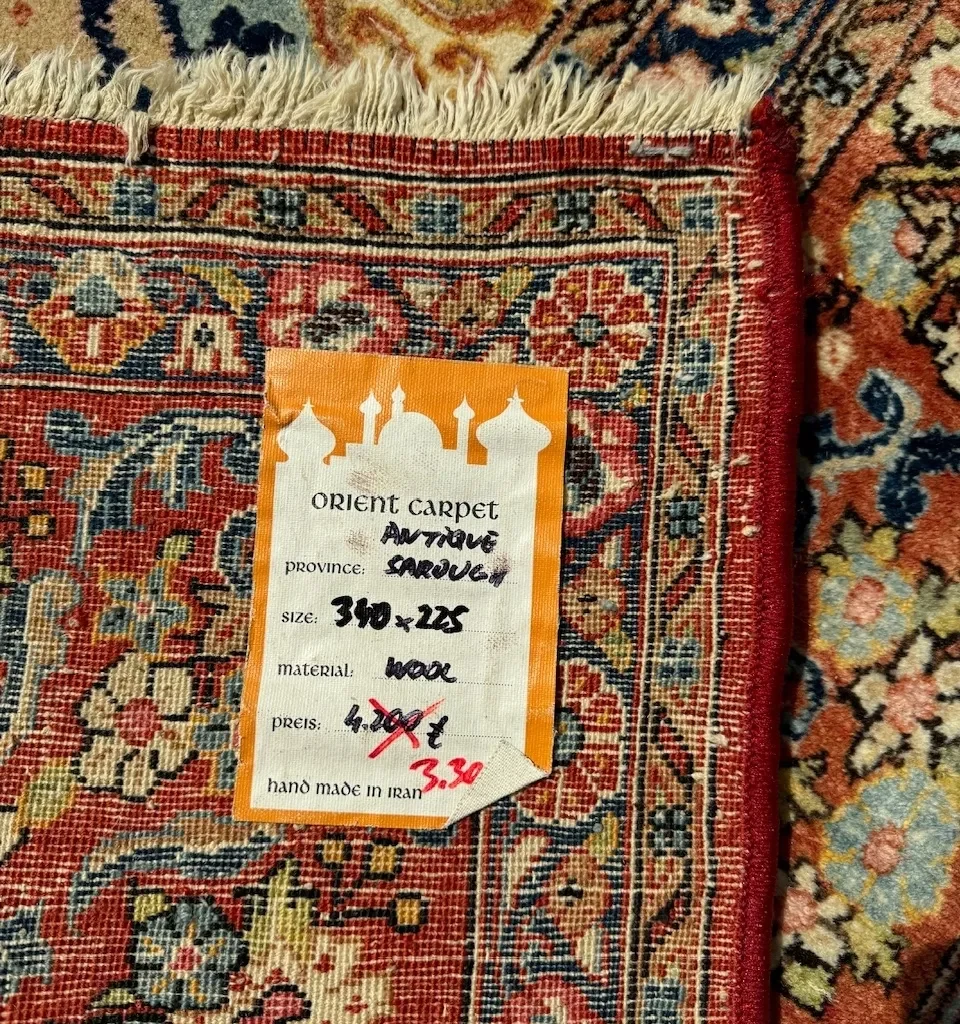 ORIENT CARPET
ANTIQUE
PROVINCE: SAROUGH
SIZE: 340 x 225
MATERIAL: WOOL
PREIS: 4.200 €
3.30
HAND MADE IN IRAN